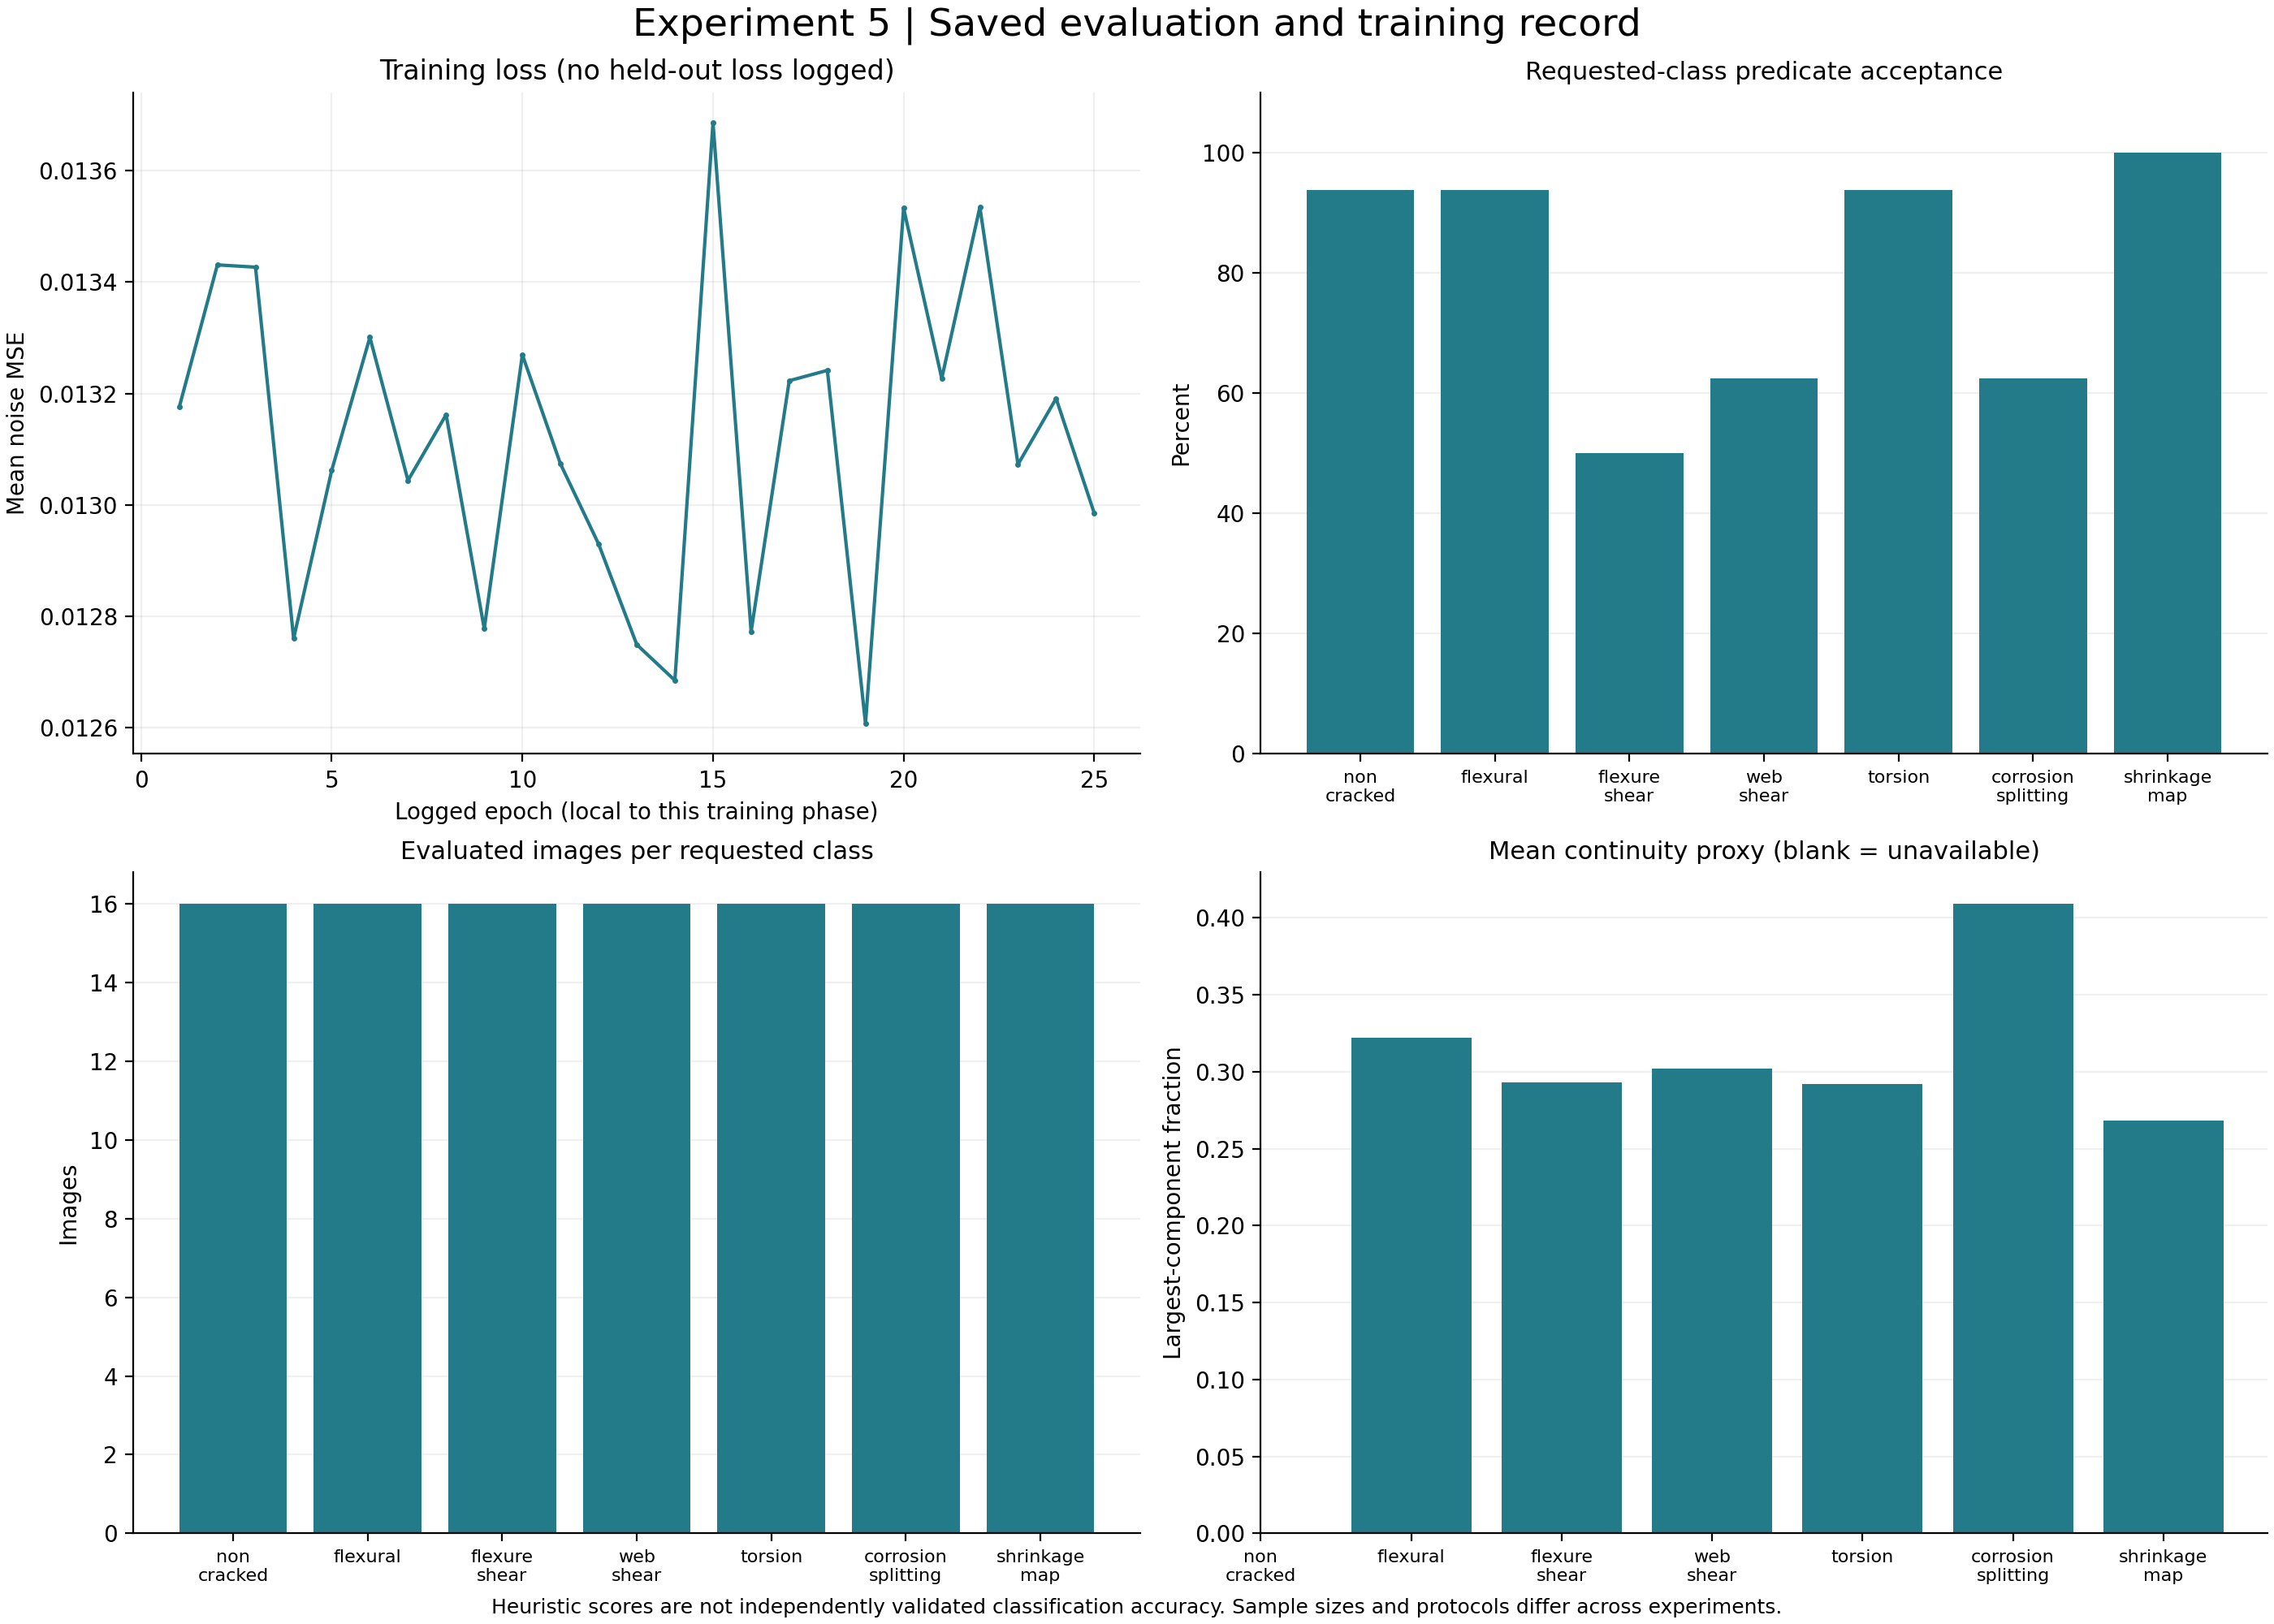 Experiment 5 | Saved evaluation and training record
Training loss (no held-out loss logged)
Mean noise MSE
0.0136
0.0134
0.0132
0.0130
0.0128
0.0126
0
5
10
15
20
25
Logged epoch (local to this training phase)
Requested-class predicate acceptance
Percent
100
80
60
40
20
0
non
cracked
flexural
flexure
shear
web
shear
torsion
corrosion
splitting
shrinkage
map
Evaluated images per requested class
Images
16
14
12
10
8
6
4
2
0
non
cracked
flexural
flexure
shear
web
shear
torsion
corrosion
splitting
shrinkage
map
Mean continuity proxy (blank = unavailable)
Largest-component fraction
0.40
0.35
0.30
0.25
0.20
0.15
0.10
0.05
0.00
non
cracked
flexural
flexure
shear
web
shear
torsion
corrosion
splitting
shrinkage
map
Heuristic scores are not independently validated classification accuracy. Sample sizes and protocols differ across experiments.